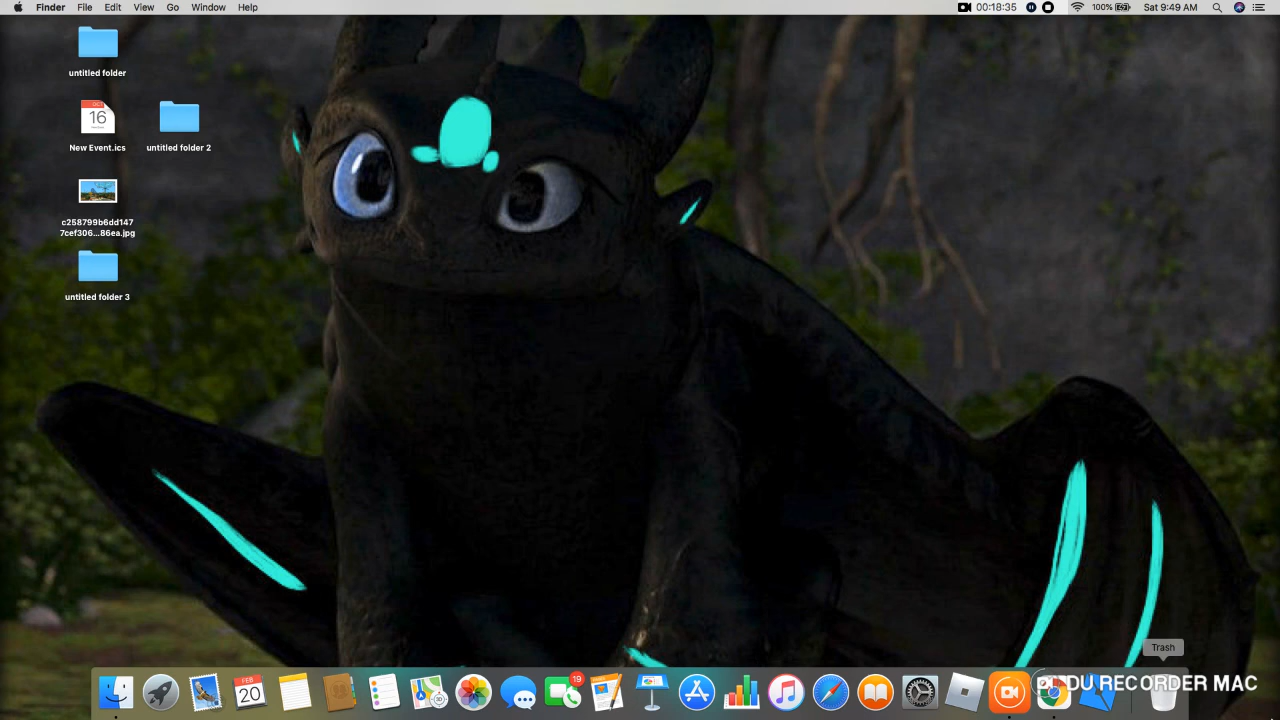 Finder File Edit View Go Window Help 00:18:35 100% Sat 9:49 AM
untitled folder
OCT
16
New Event.ics
untitled folder 2
c258799b6dd147
7cef306...86ea.jpg
untitled folder 3
Trash
FEB
20
19
DU RECORDER MAC